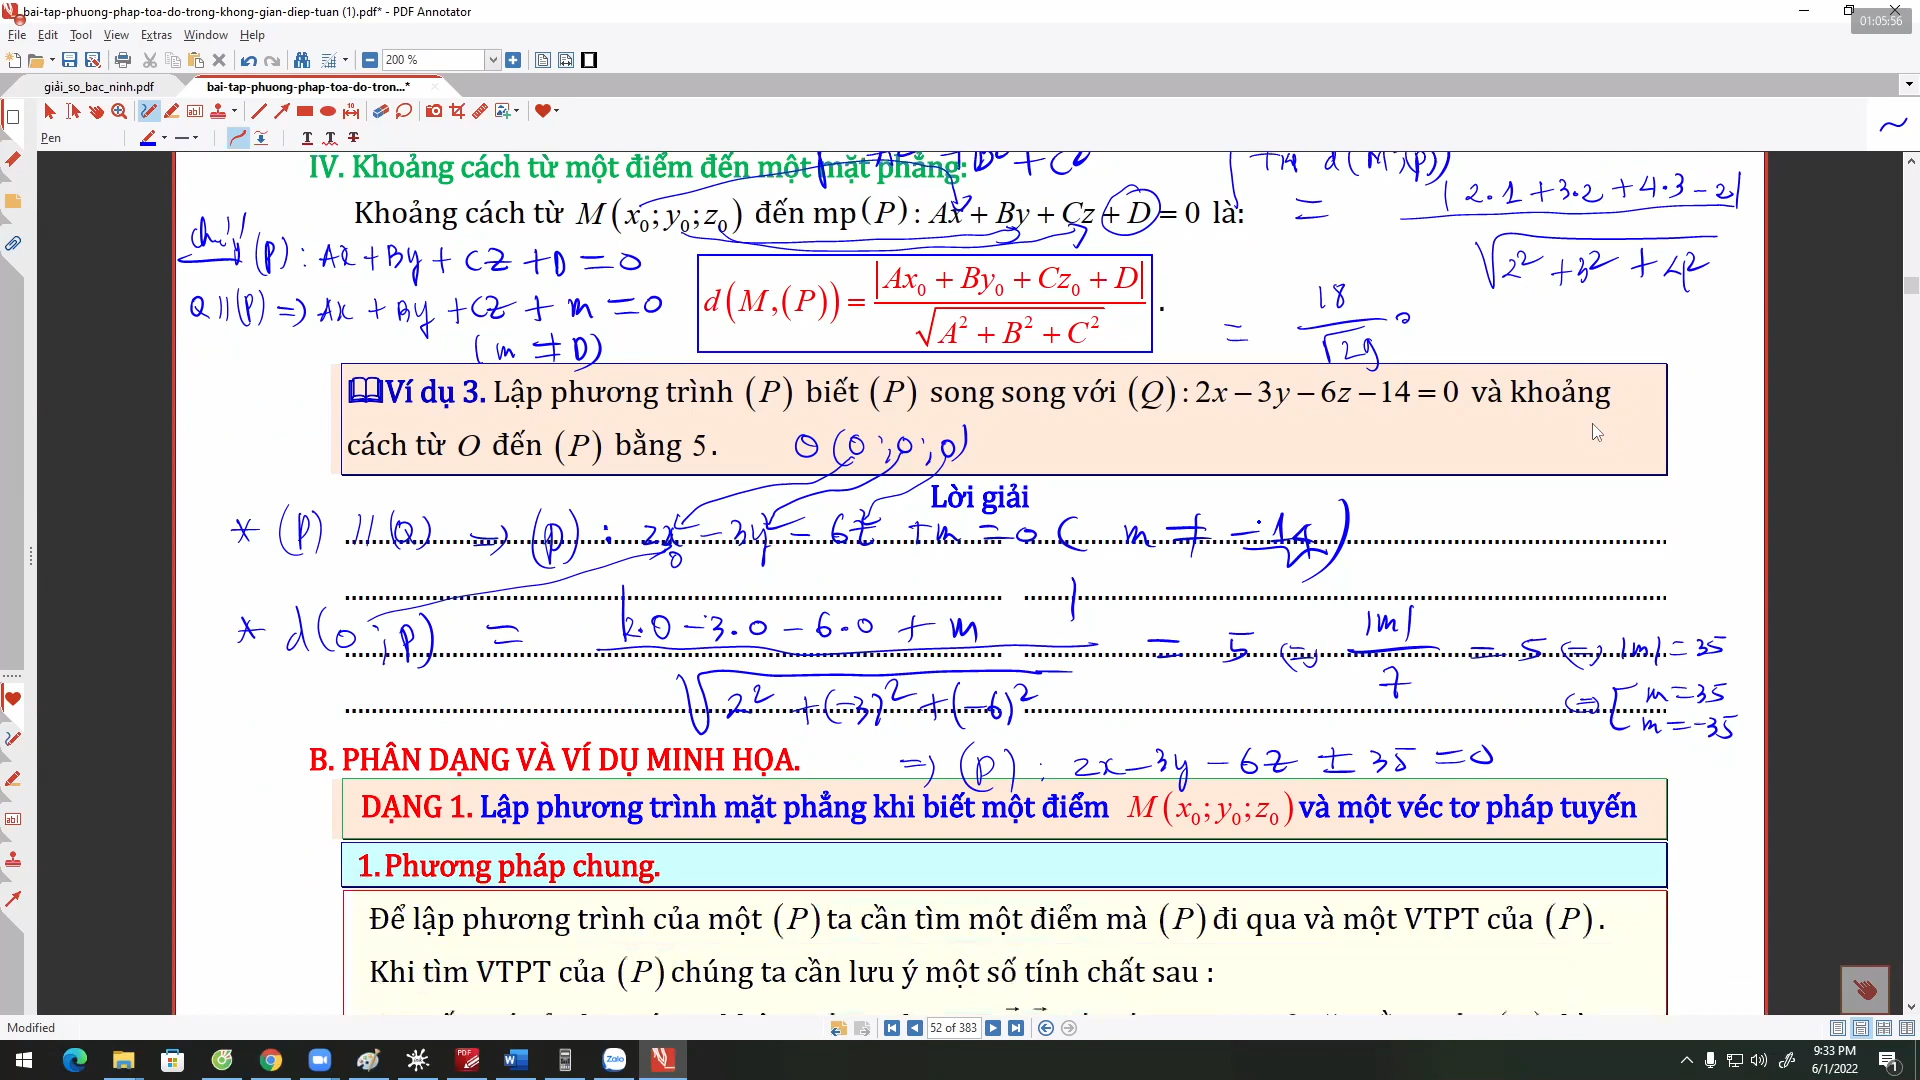 bai-tap-phuong-phap-toa-do-trong-khong-gian-diep-tuan (1).pdf* - PDF Annotator
01:05:56
File Edit Tool View Extras Window Help
200 %
giải_so_bac_ninh.pdf
bai-tap-phuong-phap-toa-do-tron...*
Pen
IV. Khoảng cách từ một điểm đến một mặt phẳng:
Khoảng cách từ M(x₀;y₀;z₀) đến mp(P): Ax + By + Cz + D = 0 là:
= |2.1 + 3.2 + 4.3 - 2| / √(2² + 3² + 4²)
(P): Ax + By + Cz + D = 0
Q // (P) => Ax + By + Cz + m = 0
(m ≠ D)
d(M,(P)) = |Ax₀ + By₀ + Cz₀ + D| / √(A² + B² + C²) .
= 18/√29
Ví dụ 3. Lập phương trình (P) biết (P) song song với (Q): 2x − 3y − 6z − 14 = 0 và khoảng
cách từ O đến (P) bằng 5. O(0;0;0)
Lời giải
* (P) // (Q) => (P): 2x - 3y - 6z + m = 0 (m ≠ -14)
* d(O;P) = |2.0 - 3.0 - 6.0 + m| / √(2² + (-3)² + (-6)²) = 5 <=> |m|/7 = 5 <=> |m| = 35
<=> [ m = 35
m = -35
=> (P): 2x - 3y - 6z ± 35 = 0
B. PHÂN DẠNG VÀ VÍ DỤ MINH HỌA.
DẠNG 1. Lập phương trình mặt phẳng khi biết một điểm M(x₀;y₀;z₀) và một véc tơ pháp tuyến
1. Phương pháp chung.
Để lập phương trình của một (P) ta cần tìm một điểm mà (P) đi qua và một VTPT của (P).
Khi tìm VTPT của (P) chúng ta cần lưu ý một số tính chất sau :
Modified
52 of 383
9:33 PM
6/1/2022